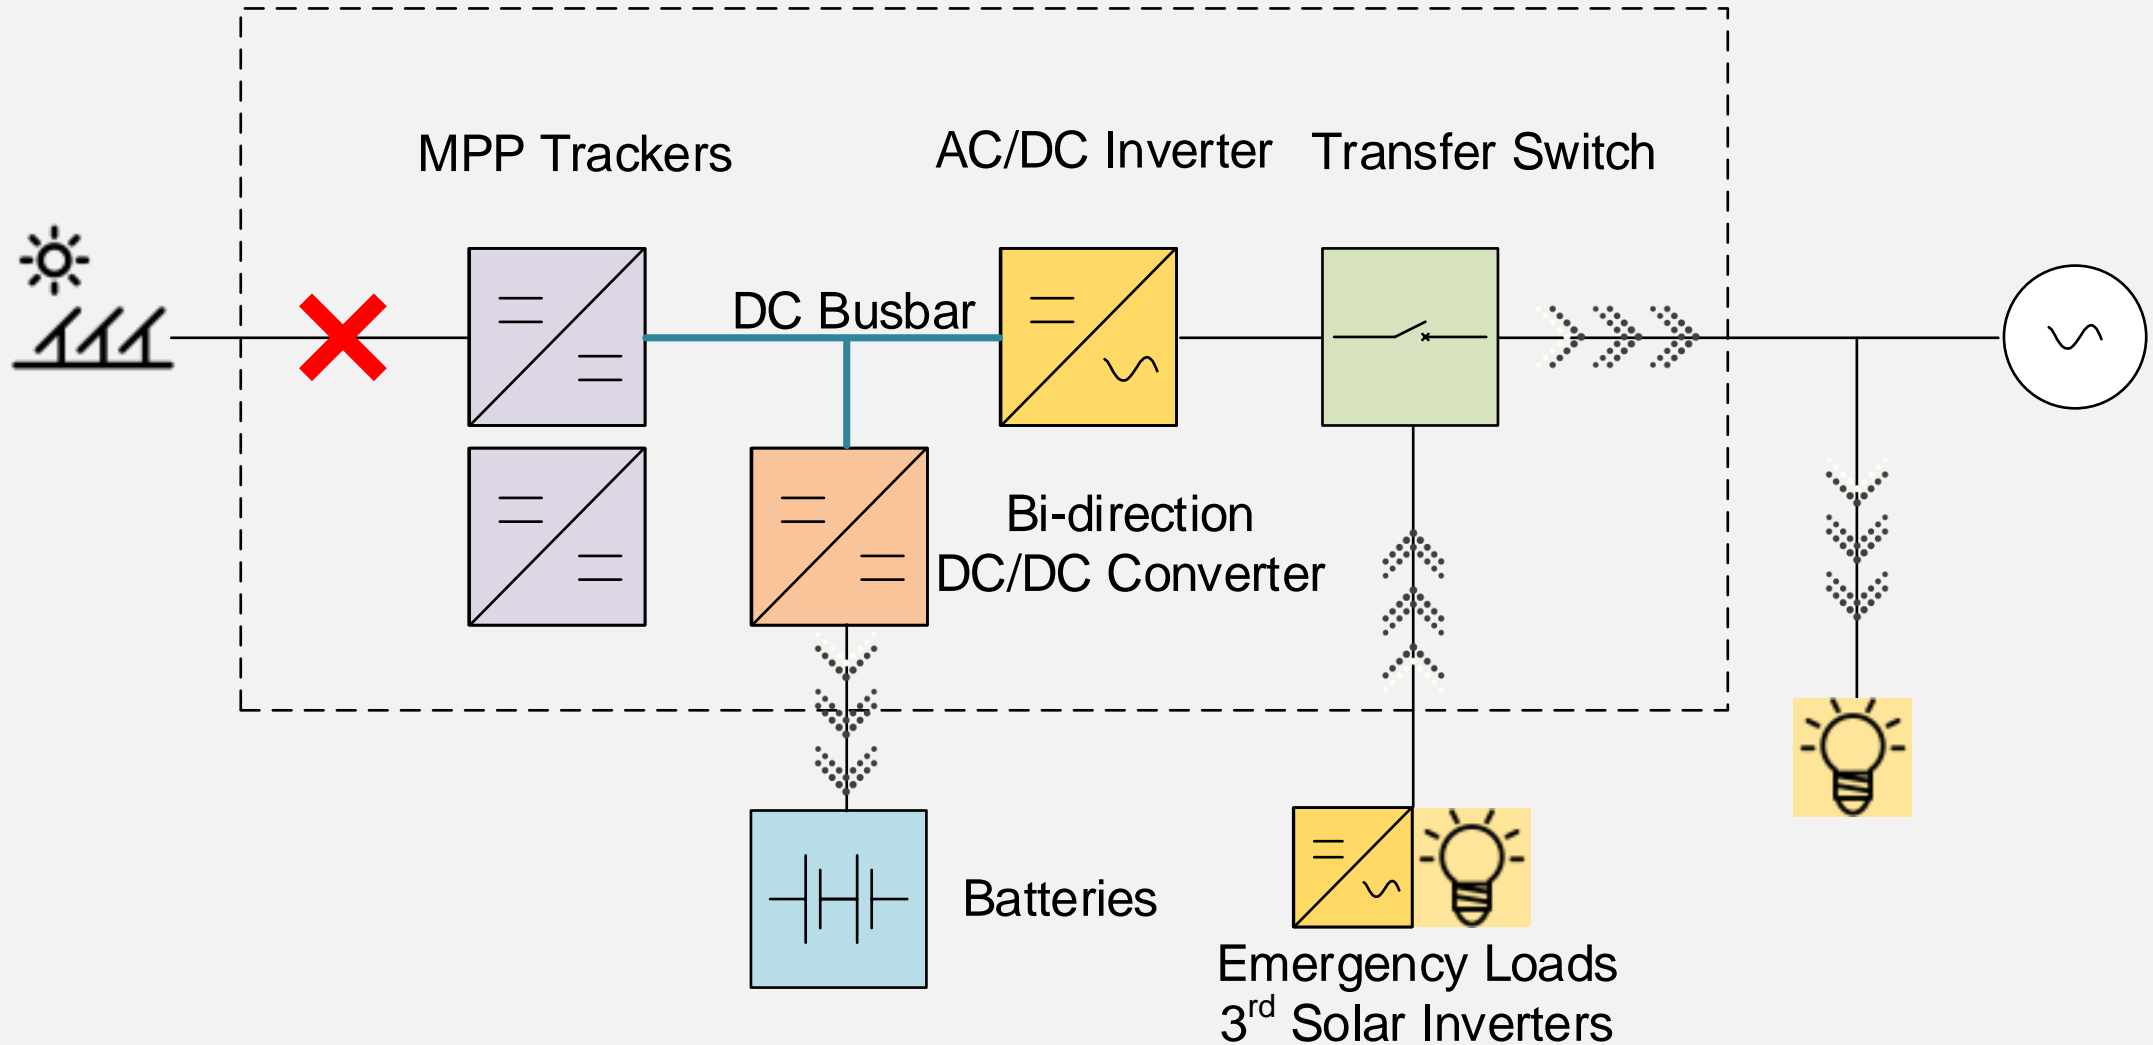 MPP Trackers
AC/DC Inverter
Transfer Switch
DC Busbar
Bi-direction
DC/DC Converter
Batteries
Emergency Loads
3rd Solar Inverters